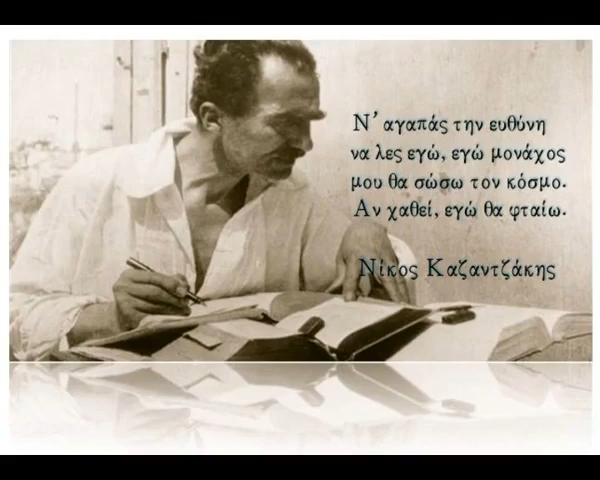 Ν' αγαπάς την ευθύνη
να λες εγώ, εγώ μονάχος
μου θα σώσω τον κόσμο.
Αν χαθεί, εγώ θα φταίω.
Νίκος Καζαντζάκης